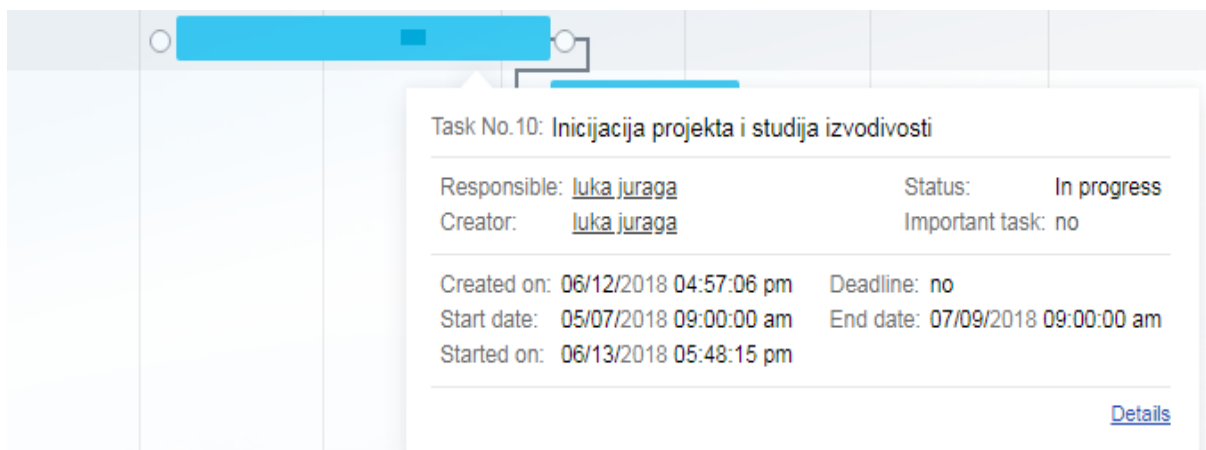 Task No.10: Inicijacija projekta i studija izvodivosti
Responsible: luka juraga Status: In progress
Creator: luka juraga Important task: no
Created on: 06/12/2018 04:57:06 pm Deadline: no
Start date: 05/07/2018 09:00:00 am End date: 07/09/2018 09:00:00 am
Started on: 06/13/2018 05:48:15 pm
Details